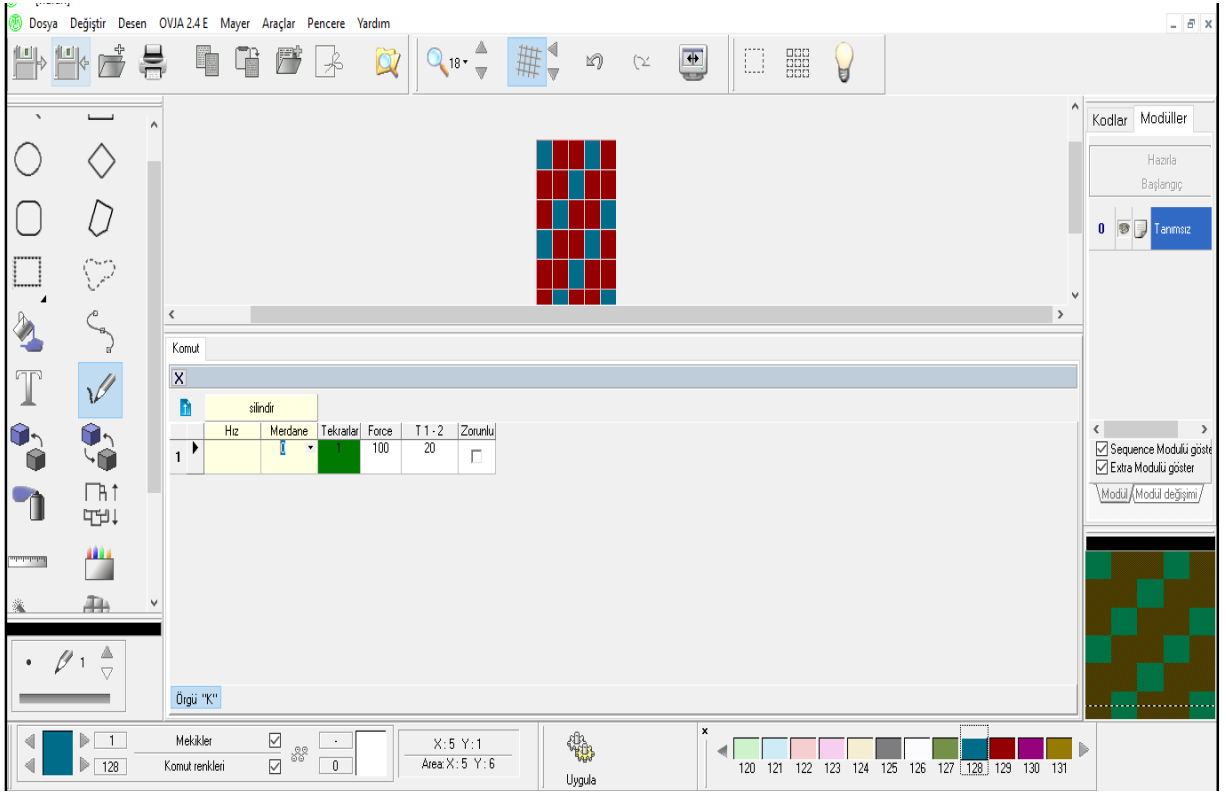 Dosya Değiştir Desen OVJA 2.4 E Mayer Araçlar Pencere Yardım
18
Kodlar Modüller
Hazırla
Başlangıç
0 Tanımsız
Komut
X
silindir
Hız Merdane Tekrarlar Force T 1 - 2 Zorunlu
1 0 1 100 20
Sequence Modulü göste
Extra Modulü göster
Modül Modül değişimi
1
Örgü "K"
1 Mekikler -
128 Komut renkleri 0
X: 5 Y: 1
Area: X: 5 Y: 6
Uygula
x
120 121 122 123 124 125 126 127 128 129 130 131